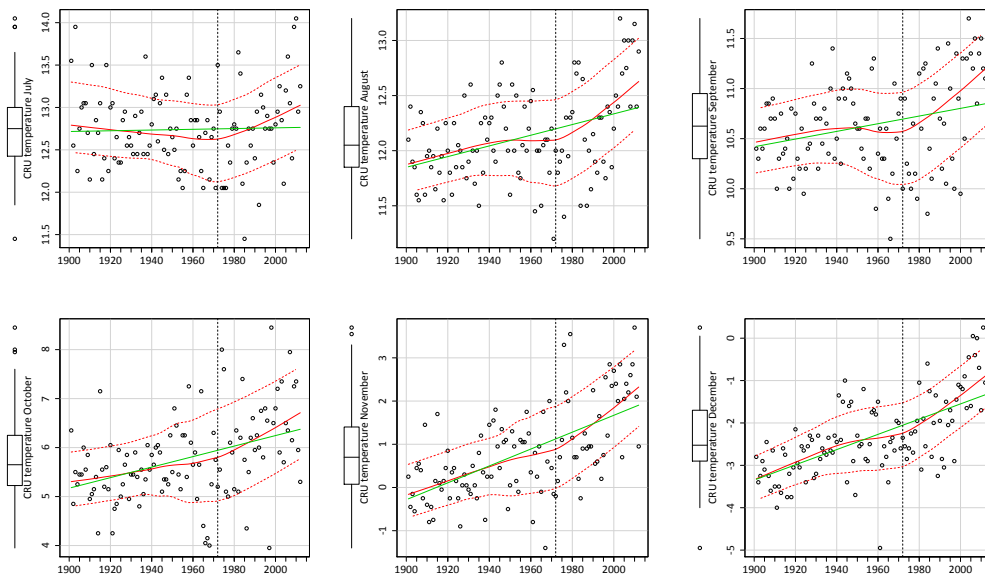 CRU temperature July
11.5 12.0 12.5 13.0 13.5 14.0
1900 1920 1940 1960 1980 2000
CRU temperature August
11.5 12.0 12.5 13.0
1900 1920 1940 1960 1980 2000
CRU temperature September
9.5 10.0 10.5 11.0 11.5
1900 1920 1940 1960 1980 2000
CRU temperature October
4 5 6 7 8
1900 1920 1940 1960 1980 2000
CRU temperature November
-1 0 1 2 3
1900 1920 1940 1960 1980 2000
CRU temperature December
-5 -4 -3 -2 -1 0
1900 1920 1940 1960 1980 2000